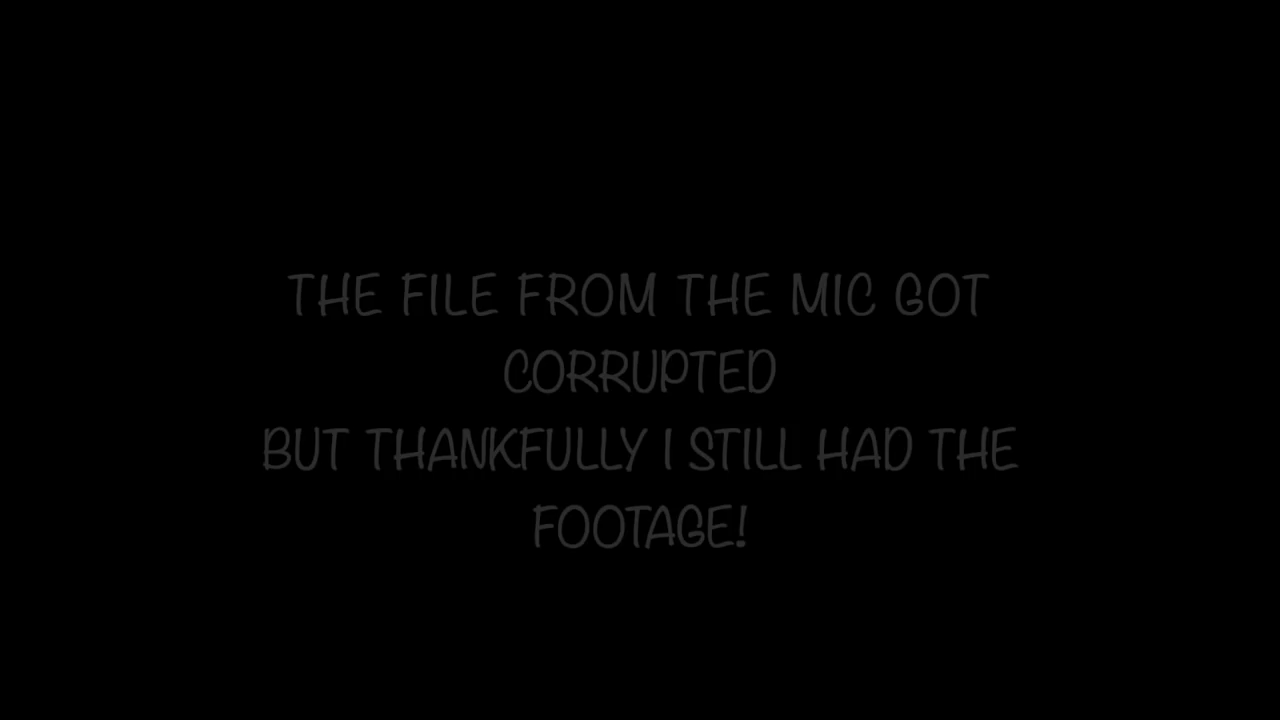 THE FILE FROM THE MIC GOT
CORRUPTED
BUT THANKFULLY I STILL HAD THE
FOOTAGE!